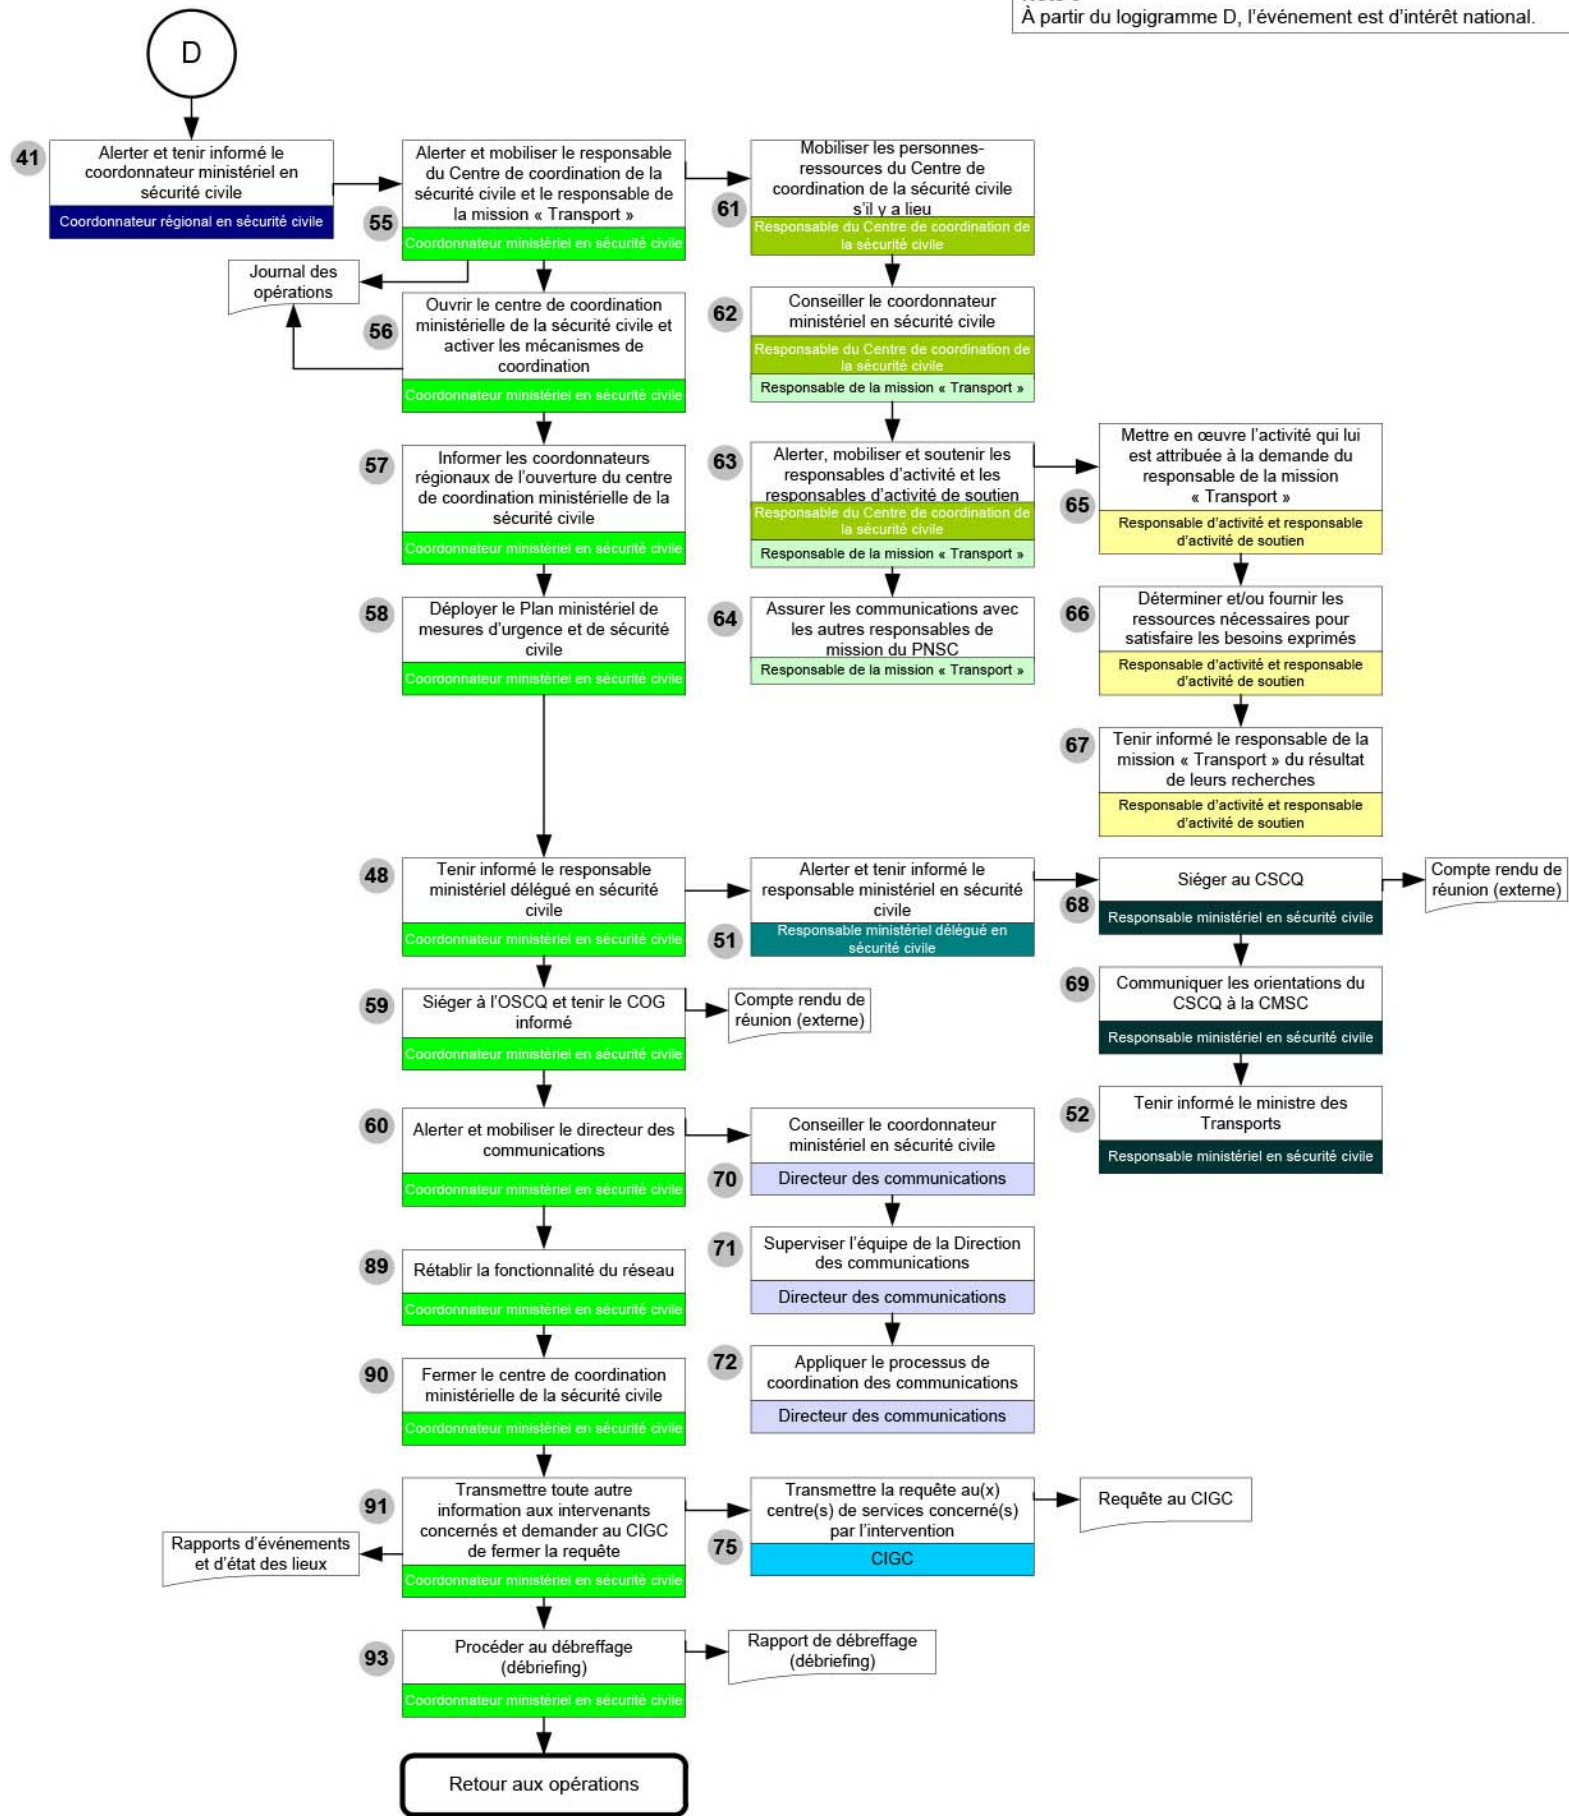 À partir du logigramme D, l'événement est d'intérêt national.
D
41
Alerter et tenir informé le
coordonnateur ministériel en
sécurité civile
Coordonnateur régional en sécurité civile
55
Alerter et mobiliser le responsable
du Centre de coordination de la
sécurité civile et le responsable de
la mission « Transport »
Coordonnateur ministériel en sécurité civile
61
Mobiliser les personnes-
ressources du Centre de
coordination de la sécurité civile
s'il y a lieu
Responsable du Centre de coordination de
la sécurité civile
Journal des
opérations
56
Ouvrir le centre de coordination
ministérielle de la sécurité civile et
activer les mécanismes de
coordination
Coordonnateur ministériel en sécurité civile
62
Conseiller le coordonnateur
ministériel en sécurité civile
Responsable du Centre de coordination de
la sécurité civile
Responsable de la mission « Transport »
57
Informer les coordonnateurs
régionaux de l'ouverture du centre
de coordination ministérielle de la
sécurité civile
Coordonnateur ministériel en sécurité civile
63
Alerter, mobiliser et soutenir les
responsables d'activité et les
responsables d'activité de soutien
Responsable du Centre de coordination de
la sécurité civile
Responsable de la mission « Transport »
65
Mettre en œuvre l'activité qui lui
est attribuée à la demande du
responsable de la mission
« Transport »
Responsable d'activité et responsable
d'activité de soutien
58
Déployer le Plan ministériel de
mesures d'urgence et de sécurité
civile
Coordonnateur ministériel en sécurité civile
64
Assurer les communications avec
les autres responsables de
mission du PNSC
Responsable de la mission « Transport »
66
Déterminer et/ou fournir les
ressources nécessaires pour
satisfaire les besoins exprimés
Responsable d'activité et responsable
d'activité de soutien
67
Tenir informé le responsable de la
mission « Transport » du résultat
de leurs recherches
Responsable d'activité et responsable
d'activité de soutien
48
Tenir informé le responsable
ministériel délégué en sécurité
civile
Coordonnateur ministériel en sécurité civile
51
Alerter et tenir informé le
responsable ministériel en sécurité
civile
Responsable ministériel délégué en
sécurité civile
68
Siéger au CSCQ
Responsable ministériel en sécurité civile
Compte rendu de
réunion (externe)
59
Siéger à l'OSCQ et tenir le COG
informé
Coordonnateur ministériel en sécurité civile
Compte rendu de
réunion (externe)
69
Communiquer les orientations du
CSCQ à la CMSC
Responsable ministériel en sécurité civile
60
Alerter et mobiliser le directeur des
communications
Coordonnateur ministériel en sécurité civile
70
Conseiller le coordonnateur
ministériel en sécurité civile
Directeur des communications
52
Tenir informé le ministre des
Transports
Responsable ministériel en sécurité civile
89
Rétablir la fonctionnalité du réseau
Coordonnateur ministériel en sécurité civile
71
Superviser l'équipe de la Direction
des communications
Directeur des communications
90
Fermer le centre de coordination
ministérielle de la sécurité civile
Coordonnateur ministériel en sécurité civile
72
Appliquer le processus de
coordination des communications
Directeur des communications
91
Transmettre toute autre
information aux intervenants
concernés et demander au CIGC
de fermer la requête
Coordonnateur ministériel en sécurité civile
Rapports d'événements
et d'état des lieux
75
Transmettre la requête au(x)
centre(s) de services concerné(s)
par l'intervention
CIGC
Requête au CIGC
93
Procéder au débreffage
(débriefing)
Coordonnateur ministériel en sécurité civile
Rapport de débreffage
(débriefing)
Retour aux opérations